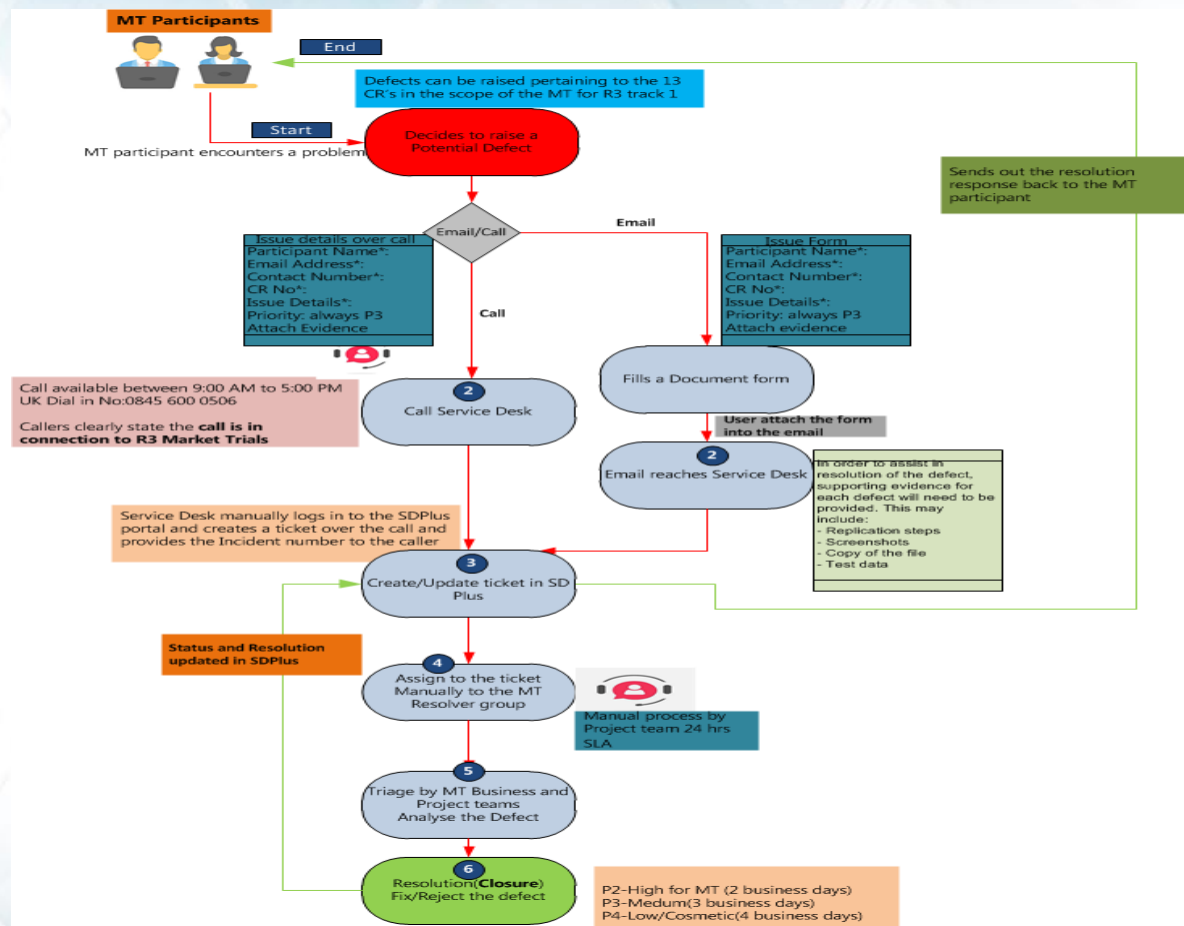 MT Participants
End
Defects can be raised pertaining to the 13
CR's in the scope of the MT for R3 track 1
Start
MT participant encounters a problem
Decides to raise a
Potential Defect
Sends out the resolution
response back to the MT
participant
Email/Call
Email
Call
Issue details over call
Participant Name*:
Email Address*:
Contact Number*:
CR No*:
Issue Details*:
Priority: always P3
Attach Evidence
Issue Form
Participant Name*:
Email Address*:
Contact Number*:
CR No*:
Issue Details*:
Priority: always P3
Attach evidence
Call available between 9:00 AM to 5:00 PM
UK Dial in No:0845 600 0506
Callers clearly state the call is in
connection to R3 Market Trials
2
Call Service Desk
Fills a Document form
User attach the form
into the email
2
Email reaches Service Desk
In order to assist in
resolution of the defect,
supporting evidence for
each defect will need to be
provided. This may
include:
- Replication steps
- Screenshots
- Copy of the file
- Test data
Service Desk manually logs in to the SDPlus
portal and creates a ticket over the call and
provides the Incident number to the caller
3
Create/Update ticket in SD
Plus
Status and Resolution
updated in SDPlus
4
Assign to the ticket
Manually to the MT
Resolver group
Manual process by
Project team 24 hrs
SLA
5
Triage by MT Business and
Project teams
Analyse the Defect
6
Resolution(Closure)
Fix/Reject the defect
P2-High for MT (2 business days)
P3-Medum(3 business days)
P4-Low/Cosmetic(4 business days)